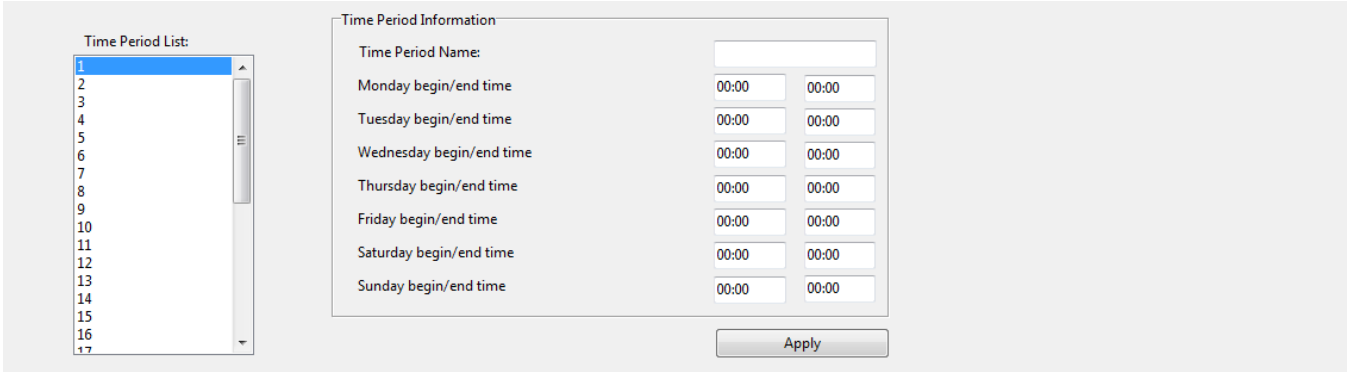 Time Period List:
1
2
3
4
5
6
7
8
9
10
11
12
13
14
15
16
17
Time Period Information
Time Period Name:
Monday begin/end time 00:00 00:00
Tuesday begin/end time 00:00 00:00
Wednesday begin/end time 00:00 00:00
Thursday begin/end time 00:00 00:00
Friday begin/end time 00:00 00:00
Saturday begin/end time 00:00 00:00
Sunday begin/end time 00:00 00:00
Apply